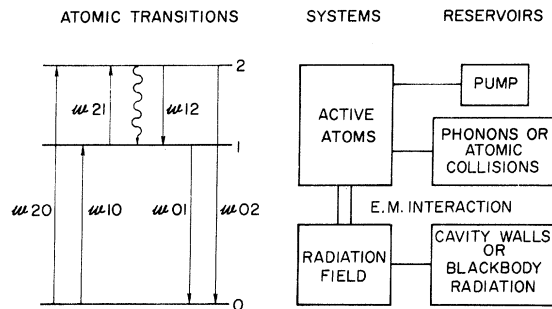 ATOMIC TRANSITIONS
SYSTEMS
RESERVOIRS
2
w21
w12
1
w20
w10
w01
w02
0
ACTIVE
ATOMS
PUMP
PHONONS OR
ATOMIC
COLLISIONS
E.M. INTERACTION
RADIATION
FIELD
CAVITY WALLS
OR
BLACKBODY
RADIATION